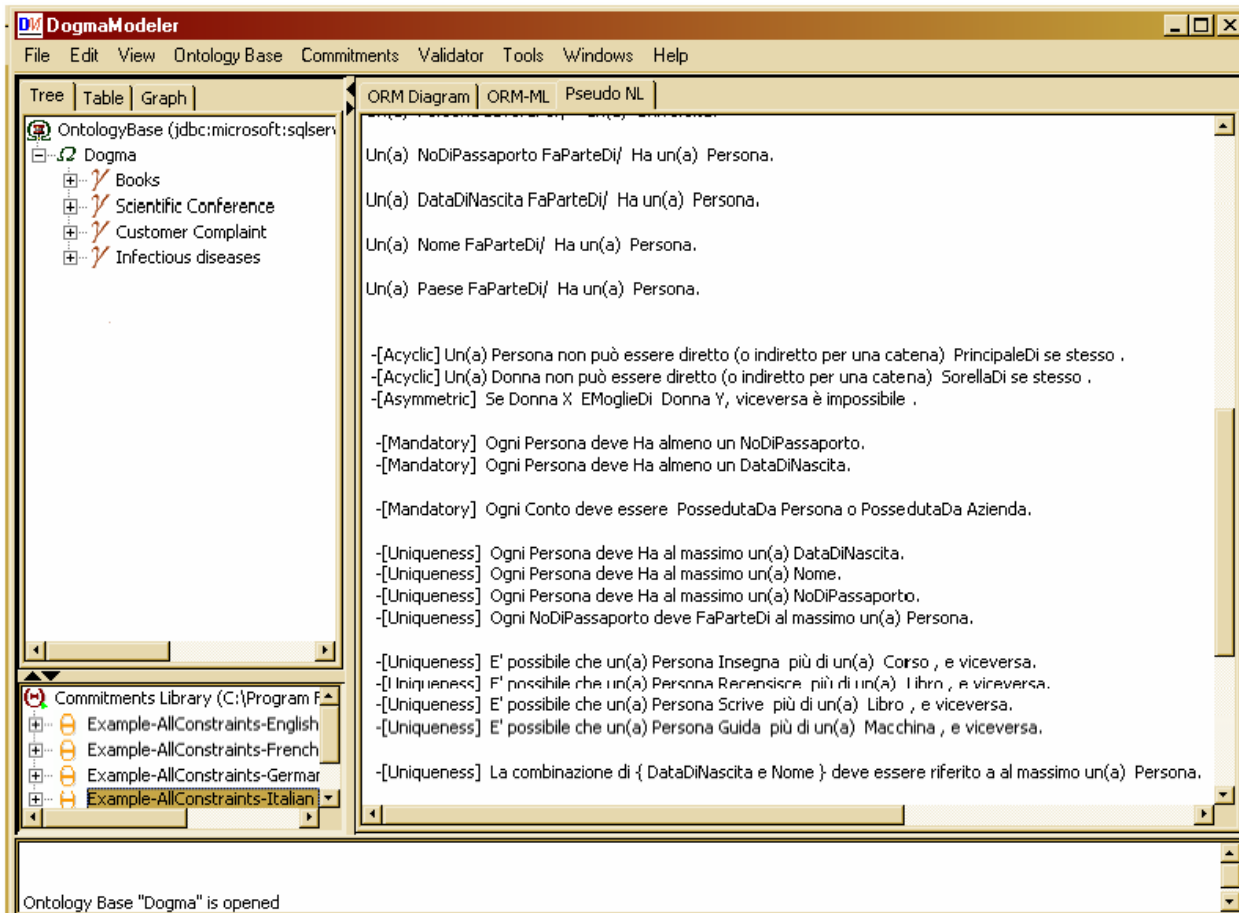 DogmaModeler
File Edit View Ontology Base Commitments Validator Tools Windows Help
Tree Table Graph
OntologyBase (jdbc:microsoft:sqlserv
Dogma
Books
Scientific Conference
Customer Complaint
Infectious diseases
Commitments Library (C:\Program F
Example-AllConstraints-English
Example-AllConstraints-French
Example-AllConstraints-German
Example-AllConstraints-Italian
ORM Diagram ORM-ML Pseudo NL
Un(a) NoDiPassaporto FaParteDi/ Ha un(a) Persona.
Un(a) DataDiNascita FaParteDi/ Ha un(a) Persona.
Un(a) Nome FaParteDi/ Ha un(a) Persona.
Un(a) Paese FaParteDi/ Ha un(a) Persona.
-[Acyclic] Un(a) Persona non può essere diretto (o indiretto per una catena) PrincipaleDi se stesso .
-[Acyclic] Un(a) Donna non può essere diretto (o indiretto per una catena) SorellaDi se stesso .
-[Asymmetric] Se Donna X EMoglieDi Donna Y, viceversa è impossibile .
-[Mandatory] Ogni Persona deve Ha almeno un NoDiPassaporto.
-[Mandatory] Ogni Persona deve Ha almeno un DataDiNascita.
-[Mandatory] Ogni Conto deve essere PossedutaDa Persona o PossedutaDa Azienda.
-[Uniqueness] Ogni Persona deve Ha al massimo un(a) DataDiNascita.
-[Uniqueness] Ogni Persona deve Ha al massimo un(a) Nome.
-[Uniqueness] Ogni Persona deve Ha al massimo un(a) NoDiPassaporto.
-[Uniqueness] Ogni NoDiPassaporto deve FaParteDi al massimo un(a) Persona.
-[Uniqueness] E' possibile che un(a) Persona Insegna più di un(a) Corso , e viceversa.
-[Uniqueness] E' possibile che un(a) Persona Recensisce più di un(a) Libro , e viceversa.
-[Uniqueness] E' possibile che un(a) Persona Scrive più di un(a) Libro , e viceversa.
-[Uniqueness] E' possibile che un(a) Persona Guida più di un(a) Macchina , e viceversa.
-[Uniqueness] La combinazione di { DataDiNascita e Nome } deve essere riferito a al massimo un(a) Persona.
Ontology Base "Dogma" is opened